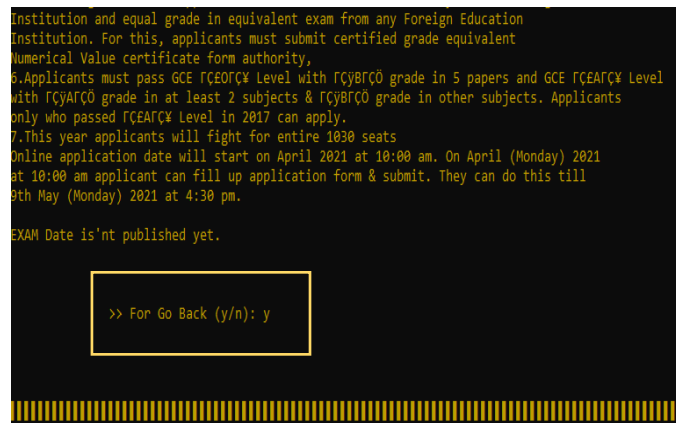 Institution and equal grade in equivalent exam from any Foreign Education
Institution. For this, applicants must submit certified grade equivalent
Numerical Value certificate form authority,
6.Applicants must pass GCE ΓÇ£OΓÇ¥ Level with ΓÇÿBΓÇÖ grade in 5 papers and GCE ΓÇ£AΓÇ¥ Level
with ΓÇÿAΓÇÖ grade in at least 2 subjects & ΓÇÿBΓÇÖ grade in other subjects. Applicants
only who passed ΓÇ£AΓÇ¥ Level in 2017 can apply.
7.This year applicants will fight for entire 1030 seats
Online application date will start on April 2021 at 10:00 am. On April (Monday) 2021
at 10:00 am applicant can fill up application form & submit. They can do this till
9th May (Monday) 2021 at 4:30 pm.
EXAM Date is'nt published yet.
>> For Go Back (y/n): y